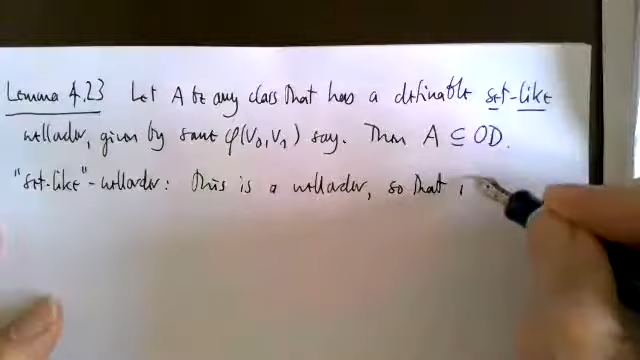 Lemma 4.23 Let A be any class that has a definable set-like
wellorder, given by some φ(v₀,v₁) say. Then A ⊆ OD.
"set-like"-wellorder: this is a wellorder, so that